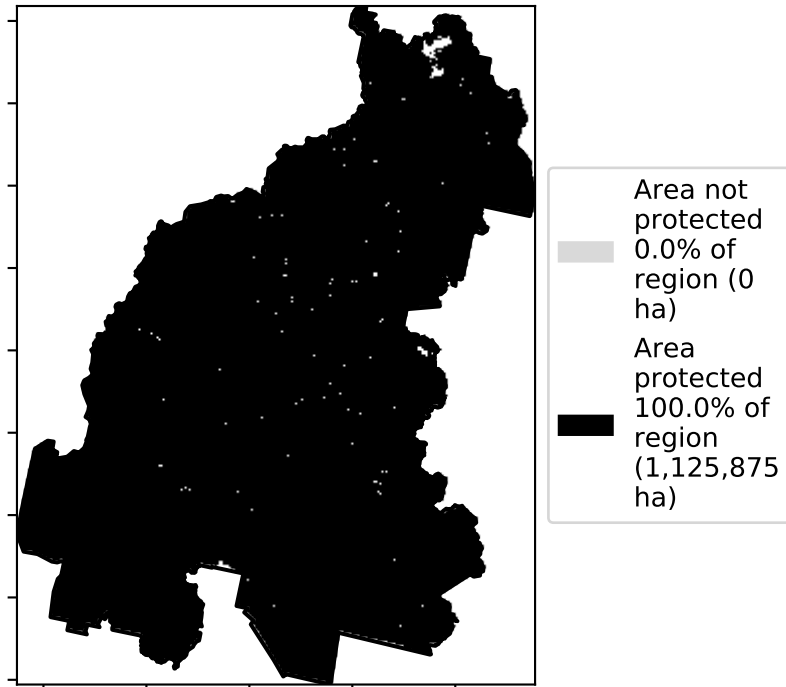 Area not
protected
0.0% of
region (0
ha)
Area
protected
100.0% of
region
(1,125,875
ha)